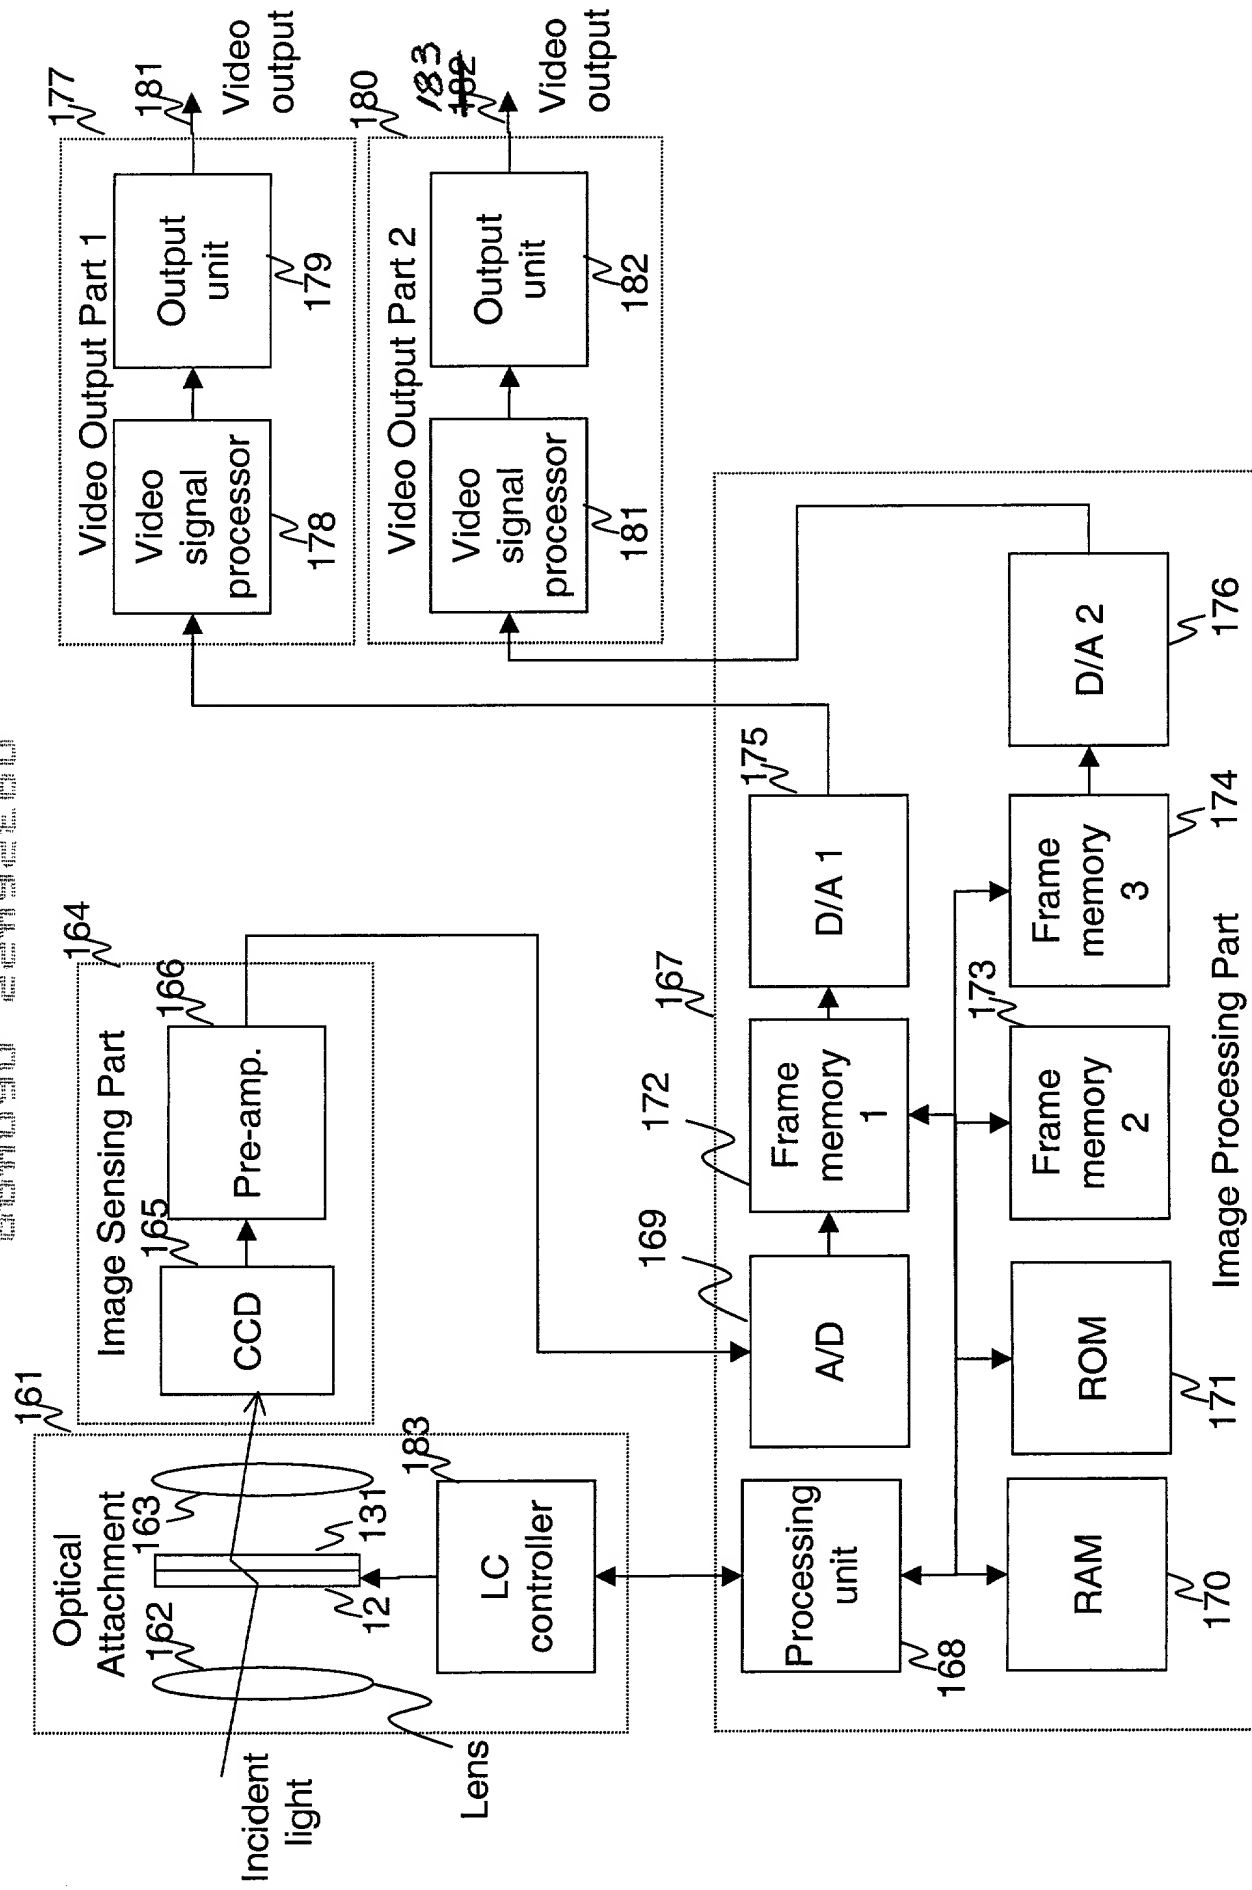 Incident
light
Lens
161
Optical
Attachment
162
163
12
131
183
LC
controller
164
Image Sensing Part
165
CCD
166
Pre-amp.
167
Image Processing Part
168
Processing
unit
169
A/D
172
Frame
memory
1
175
D/A 1
170
RAM
171
ROM
173
Frame
memory
2
174
Frame
memory
3
176
D/A 2
177
Video Output Part 1
Video
signal
processor
178
Output
unit
179
181
Video
output
180
Video Output Part 2
Video
signal
processor
181
Output
unit
182
183
182
Video
output